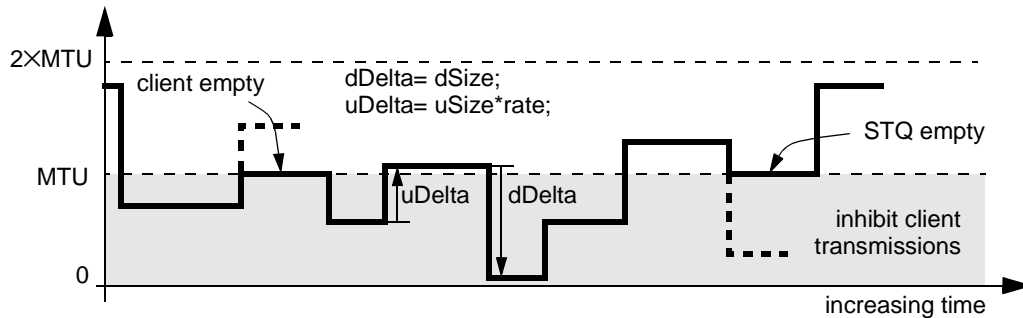 2×MTU
client empty
dDelta= dSize;
uDelta= uSize*rate;
STQ empty
MTU
uDelta
dDelta
inhibit client
transmissions
0
increasing time